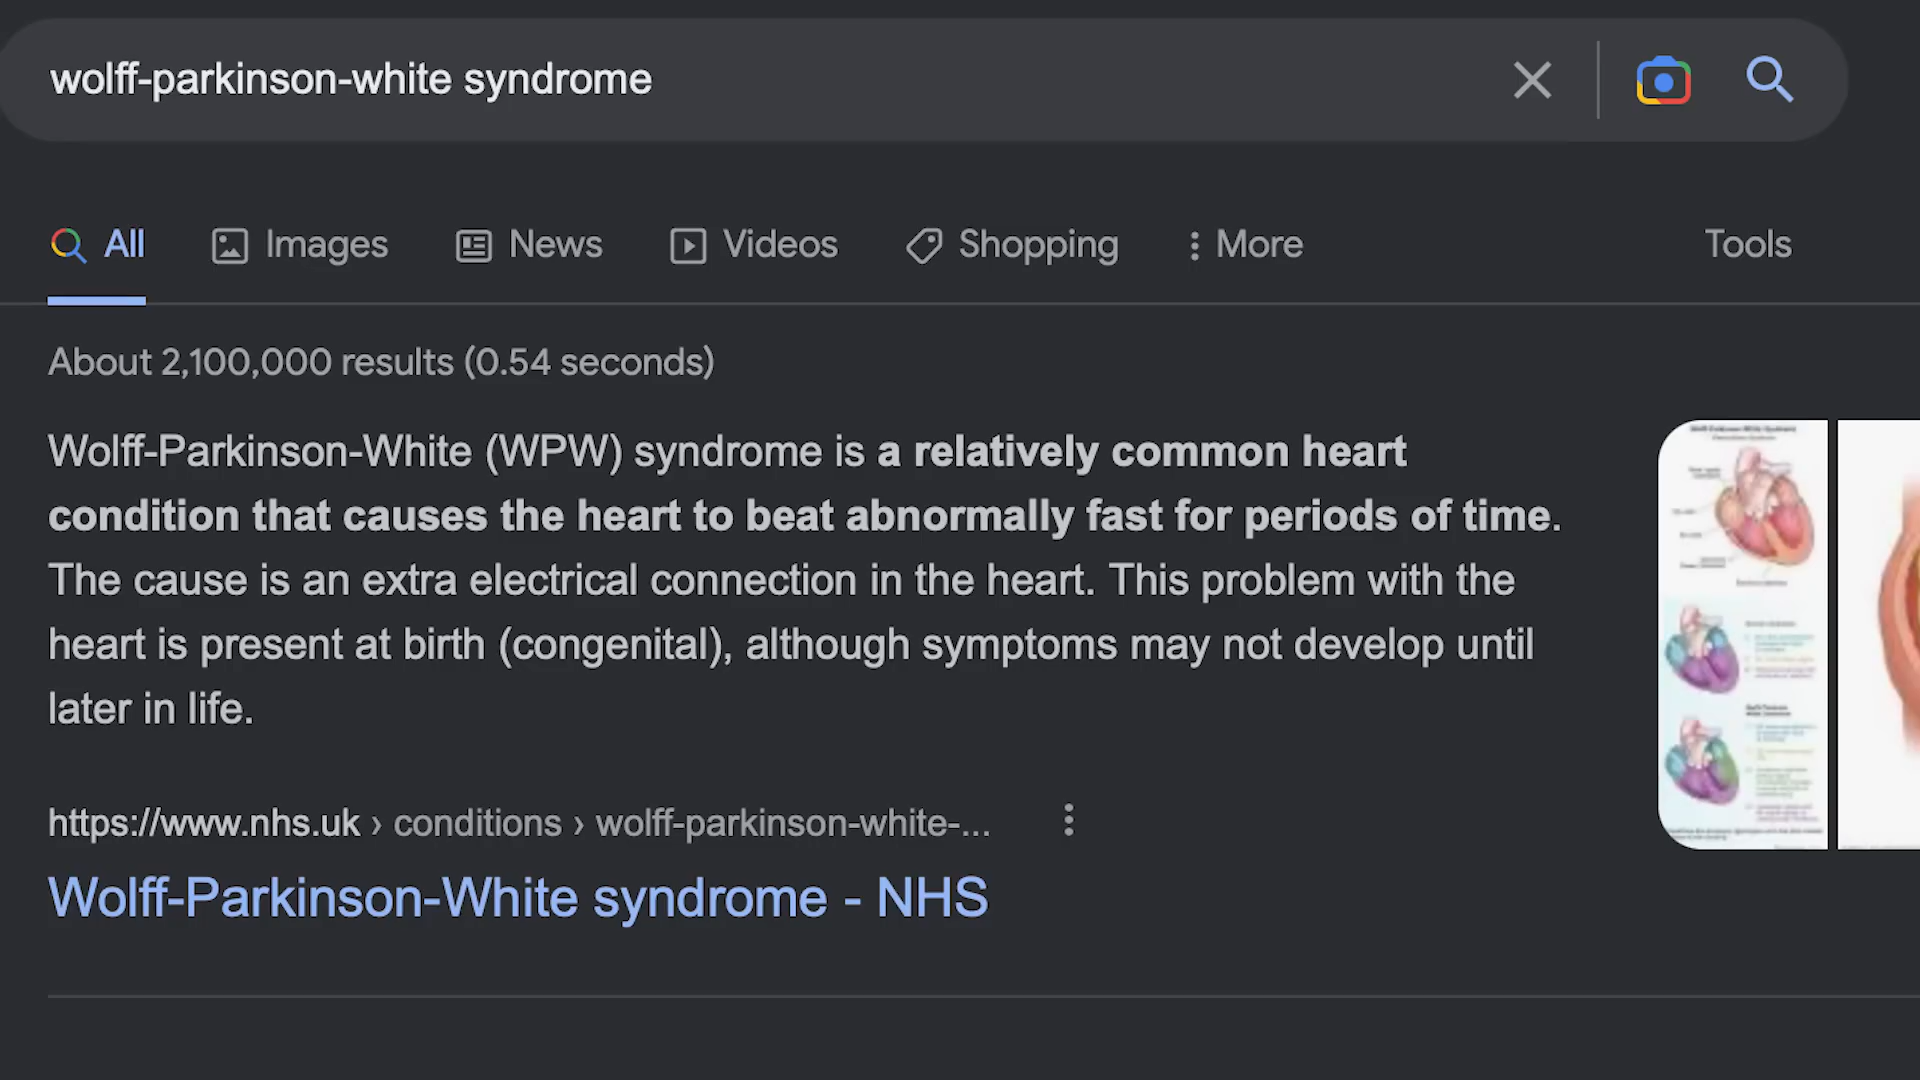 wolff-parkinson-white syndrome
All Images News Videos Shopping More Tools
About 2,100,000 results (0.54 seconds)
Wolff-Parkinson-White (WPW) syndrome is a relatively common heart
condition that causes the heart to beat abnormally fast for periods of time.
The cause is an extra electrical connection in the heart. This problem with the
heart is present at birth (congenital), although symptoms may not develop until
later in life.
https://www.nhs.uk › conditions › wolff-parkinson-white-...
Wolff-Parkinson-White syndrome - NHS